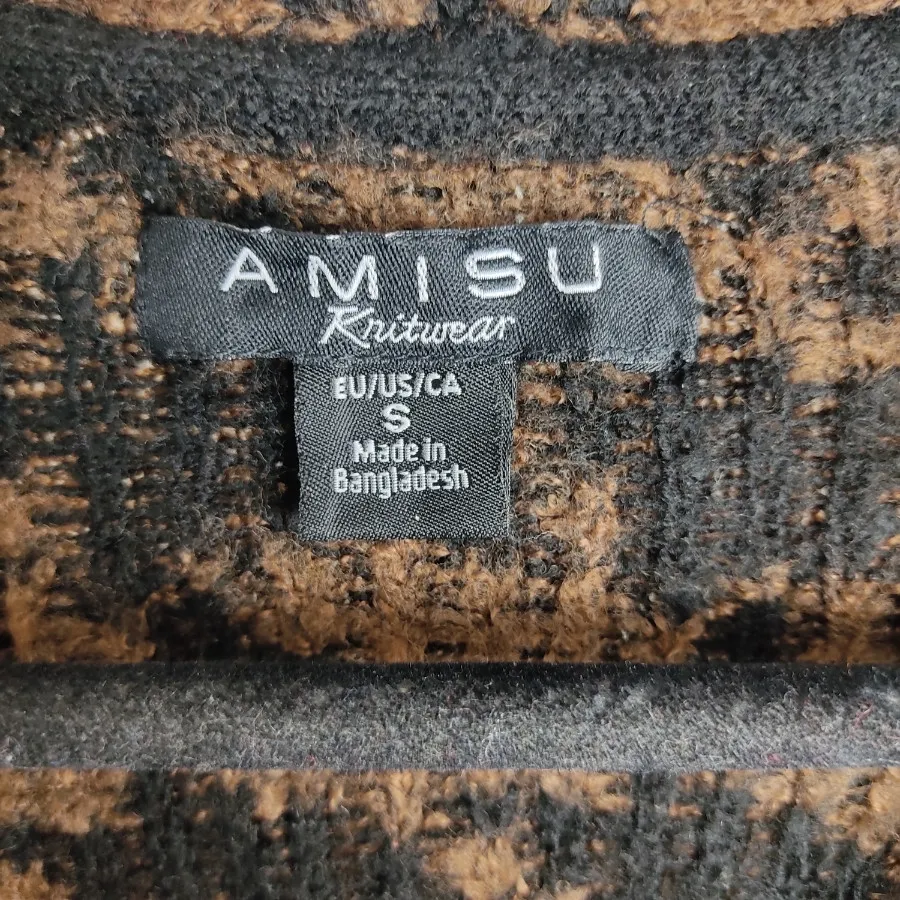 AMISU
Knitwear
EU/US/CA
S
Made in
Bangladesh